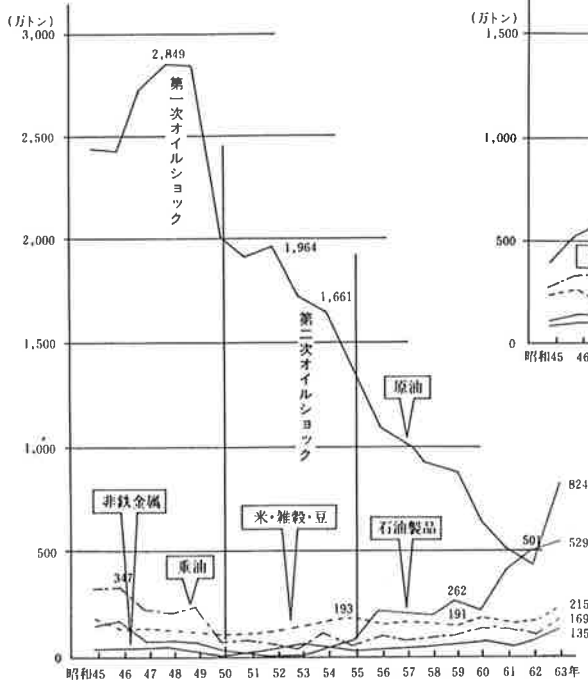 (万トン)
3,000
2,849
第一次オイルショック
2,500
2,000
1,964
1,661
第二次オイルショック
1,500
原油
1,000
非鉄金属
米・雑穀・豆
石油製品
824
500
347
重油
501
529
193
262
191
215
169
135
0
昭和45 46 47 48 49 50 51 52 53 54 55 56 57 58 59 60 61 62 63年
(万トン)
1,500
1,000
500
0
昭和45 46